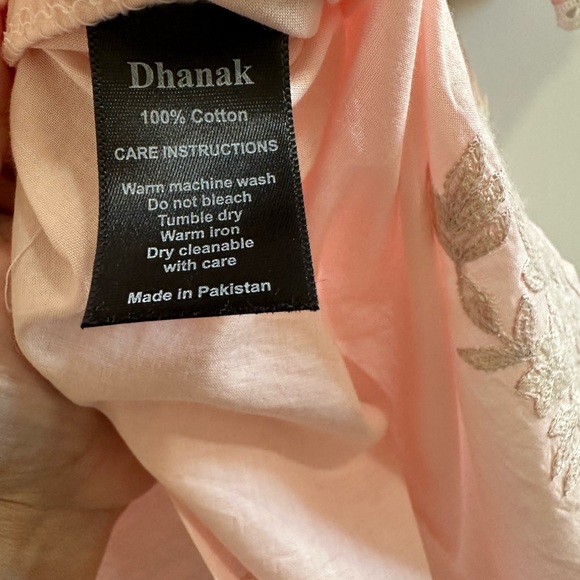 Dhanak
100% Cotton
CARE INSTRUCTIONS
Warm machine wash
Do not bleach
Tumble dry
Warm iron
Dry cleanable
with care
Made in Pakistan